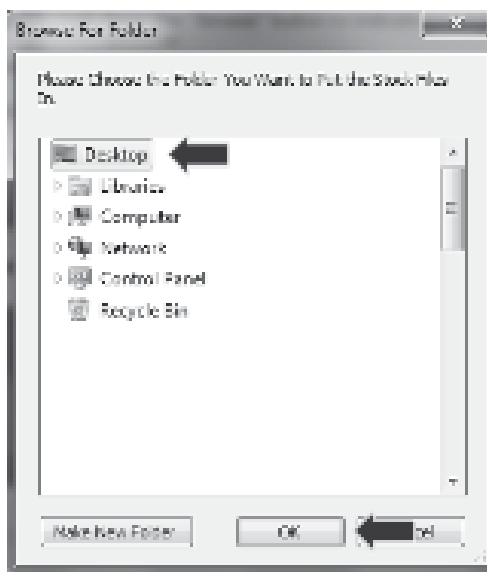 Browse For Folder
Please Choose the Folder You Want to Put the Stock Files
In.
Desktop
Libraries
Computer
Network
Control Panel
Recycle Bin
Make New Folder
OK
cel